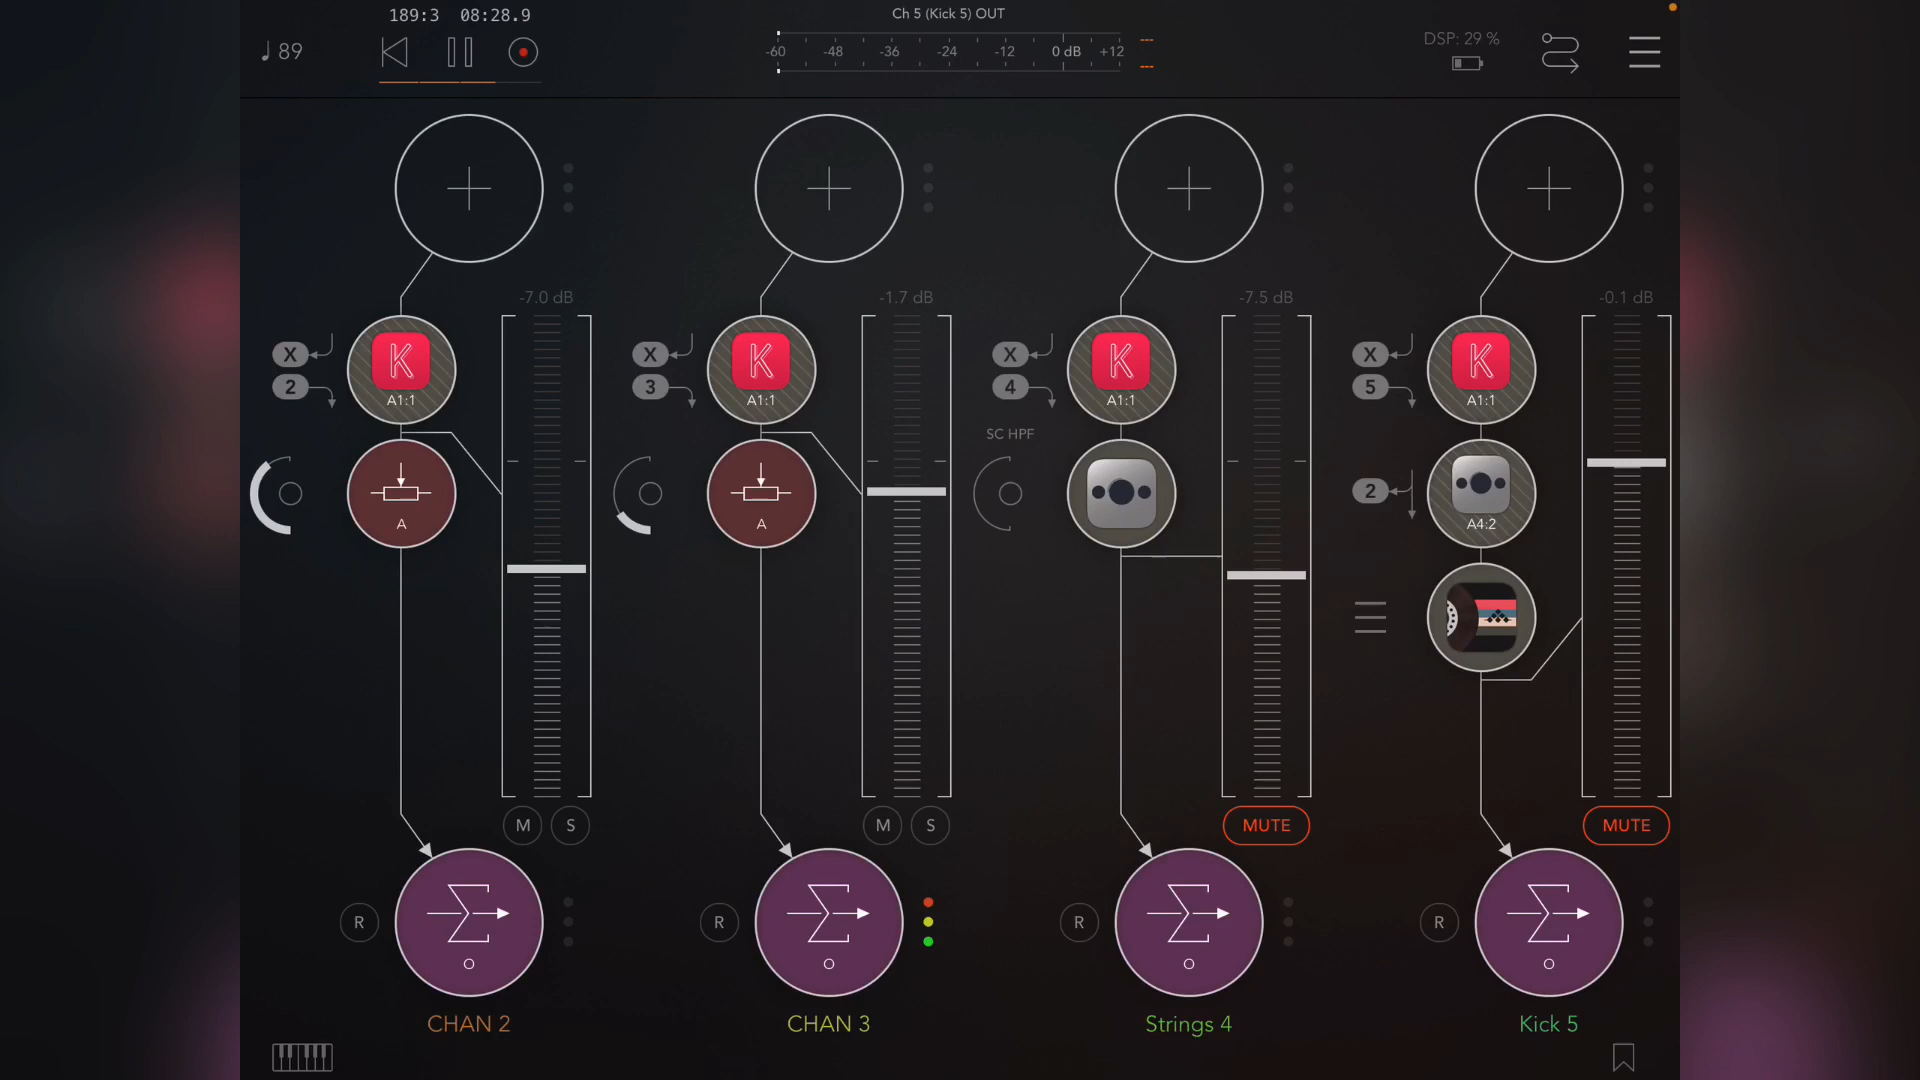 189:3 08:28.9
Ch 5 (Kick 5) OUT
89
-60 -48 -36 -24 -12 0 dB +12
DSP: 29 %
-7.0 dB
-1.7 dB
-7.5 dB
-0.1 dB
X
2
K
A1:1
X
3
K
A1:1
X
4
K
A1:1
X
5
K
A1:1
SC HPF
A
A
2
A4:2
M S
M S
MUTE
MUTE
R
O
R
O
R
O
R
O
CHAN 2
CHAN 3
Strings 4
Kick 5